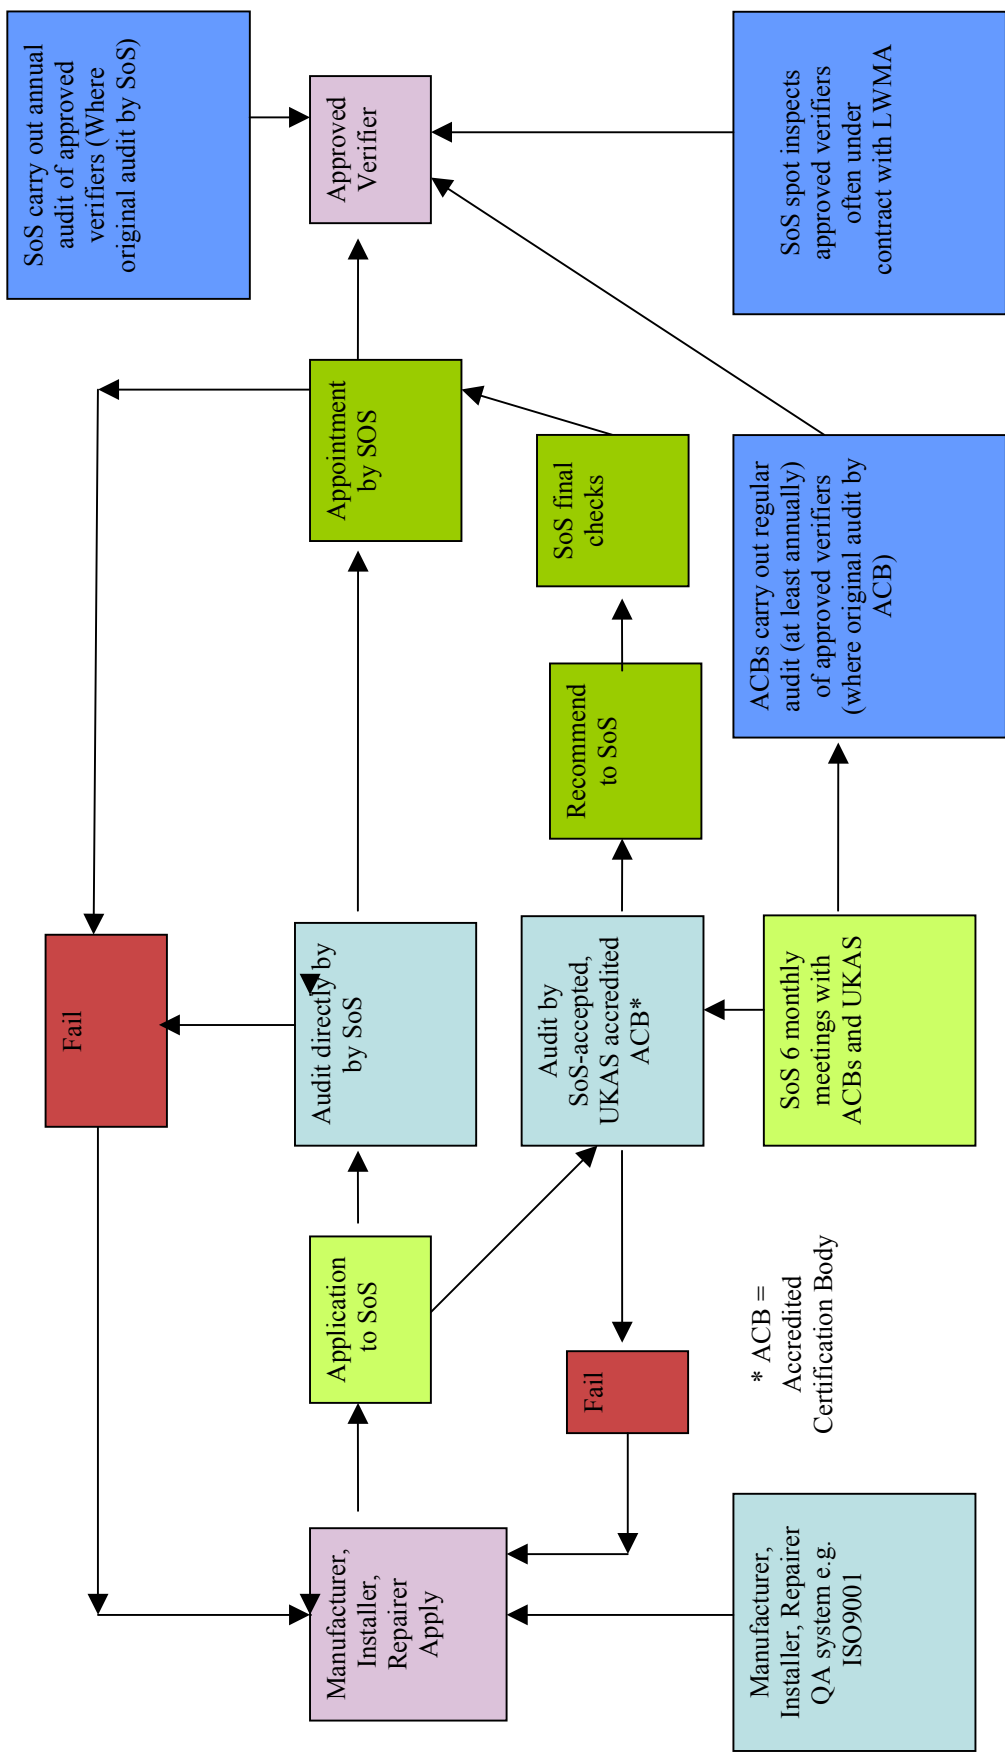 Manufacturer,
Installer,
Repairer
Apply
Manufacturer,
Installer, Repairer
QA system e.g.
ISO9001
Fail
Application
to SoS
* ACB =
Accredited
Certification Body
Fail
Audit directly by
by SoS
Audit by
SoS-accepted,
UKAS accredited
ACB*
SoS 6 monthly
meetings with
ACBs and UKAS
Recommend
to SoS
SoS final
checks
Appointment
by SOS
ACBs carry out regular
audit (at least annually)
of approved verifiers
(where original audit by
ACB)
SoS carry out annual
audit of approved
verifiers (Where
original audit by SoS)
Approved
Verifier
SoS spot inspects
approved verifiers
often under
contract with LWMA